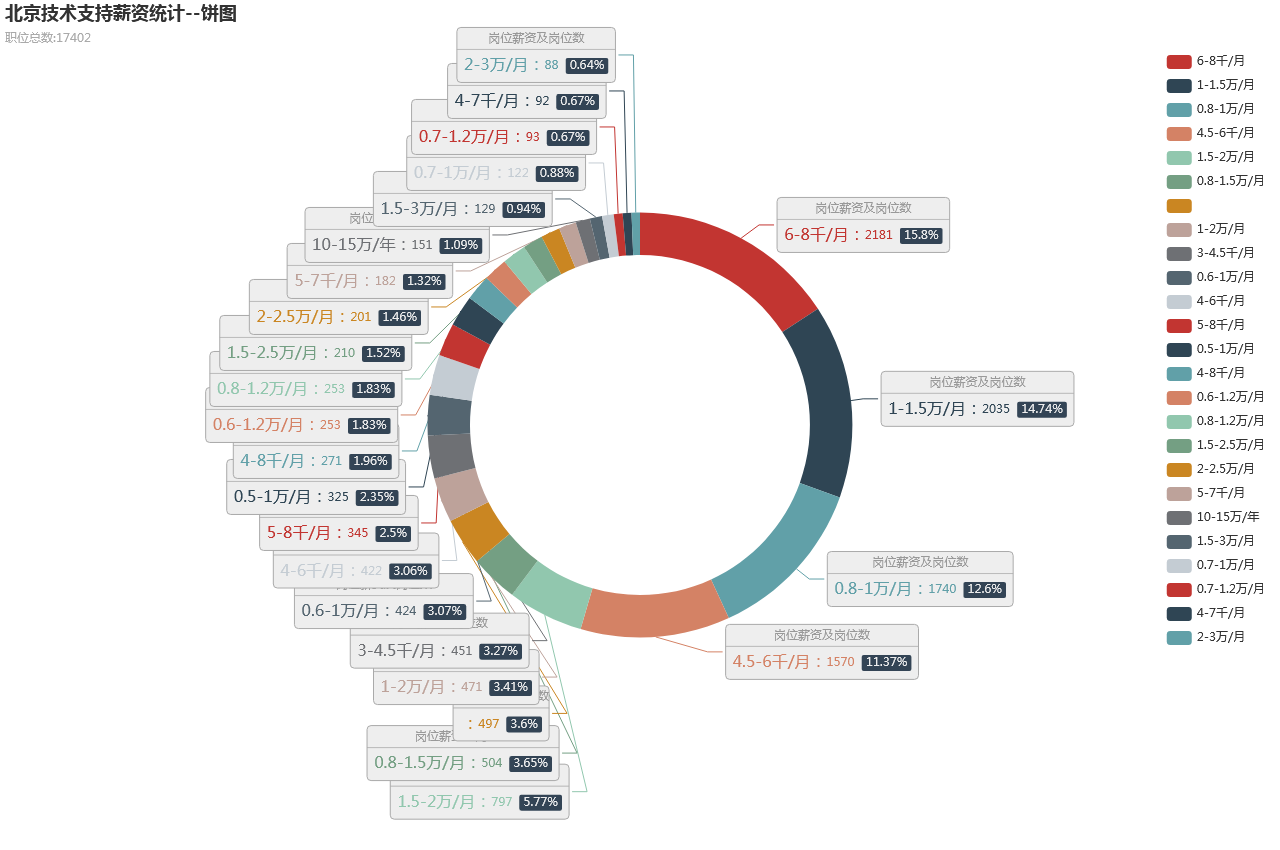 北京技术支持薪资统计--饼图
职位总数:17402
岗位薪资及岗位数
2-3万/月：88 0.64%
4-7千/月：92 0.67%
0.7-1.2万/月：93 0.67%
0.7-1万/月：122 0.88%
1.5-3万/月：129 0.94%
岗位薪
10-15万/年：151 1.09%
5-7千/月：182 1.32%
2-2.5万/月：201 1.46%
1.5-2.5万/月：210 1.52%
0.8-1.2万/月：253 1.83%
0.6-1.2万/月：253 1.83%
4-8千/月：271 1.96%
0.5-1万/月：325 2.35%
5-8千/月：345 2.5%
4-6千/月：422 3.06%
0.6-1万/月：424 3.07%
位数
3-4.5千/月：451 3.27%
1-2万/月：471 3.41%
数
：497 3.6%
岗位薪
0.8-1.5万/月：504 3.65%
1.5-2万/月：797 5.77%
岗位薪资及岗位数
6-8千/月：2181 15.8%
岗位薪资及岗位数
1-1.5万/月：2035 14.74%
岗位薪资及岗位数
0.8-1万/月：1740 12.6%
岗位薪资及岗位数
4.5-6千/月：1570 11.37%
6-8千/月
1-1.5万/月
0.8-1万/月
4.5-6千/月
1.5-2万/月
0.8-1.5万/月
1-2万/月
3-4.5千/月
0.6-1万/月
4-6千/月
5-8千/月
0.5-1万/月
4-8千/月
0.6-1.2万/月
0.8-1.2万/月
1.5-2.5万/月
2-2.5万/月
5-7千/月
10-15万/年
1.5-3万/月
0.7-1万/月
0.7-1.2万/月
4-7千/月
2-3万/月